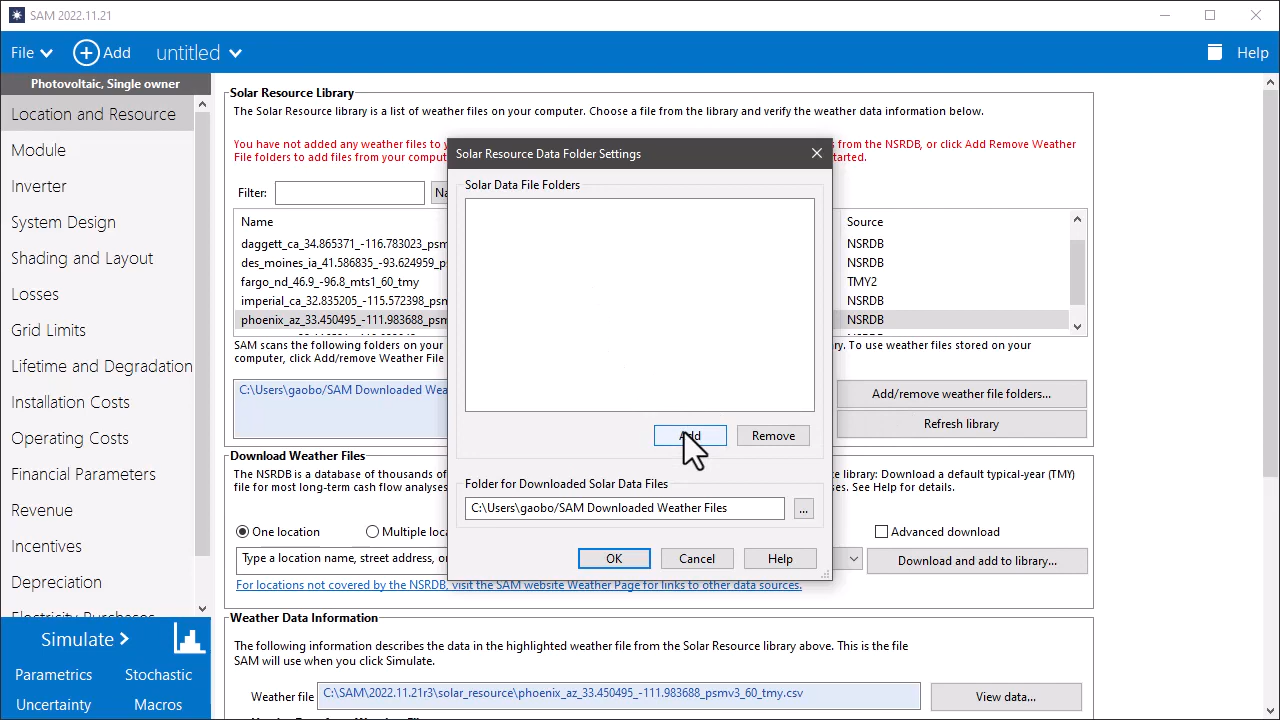 SAM 2022.11.21
File
Add
untitled
Help
Photovoltaic, Single owner
Location and Resource
Module
Inverter
System Design
Shading and Layout
Losses
Grid Limits
Lifetime and Degradation
Installation Costs
Operating Costs
Financial Parameters
Revenue
Incentives
Depreciation
Electricity Purchases
Simulate >
Parametrics
Stochastic
Uncertainty
Macros
Solar Resource Library
The Solar Resource library is a list of weather files on your computer. Choose a file from the library and verify the weather data information below.
You have not added any weather files to y
s from the NSRDB, or click Add Remove Weather
File folders to add files from your comput
started.
Filter:
Na
Name
Source
daggett_ca_34.865371_-116.783023_psm
NSRDB
des_moines_ia_41.586835_-93.624959_p
NSRDB
fargo_nd_46.9_-96.8_mts1_60_tmy
TMY2
imperial_ca_32.835205_-115.572398_psm
NSRDB
phoenix_az_33.450495_-111.983688_psm
NSRDB
SAM scans the following folders on your
ry. To use weather files stored on your
computer, click Add/remove Weather File
C:\Users\gaobo/SAM Downloaded Wea
Add/remove weather file folders...
Refresh library
Solar Resource Data Folder Settings
Solar Data File Folders
Add
Remove
Folder for Downloaded Solar Data Files
C:\Users\gaobo/SAM Downloaded Weather Files
...
OK
Cancel
Help
Download Weather Files
The NSRDB is a database of thousands of
e library: Download a default typical-year (TMY)
file for most long-term cash flow analyses
es. See Help for details.
One location
Multiple loca
Advanced download
Type a location name, street address, or
Download and add to library...
For locations not covered by the NSRDB, visit the SAM website Weather Page for links to other data sources.
Weather Data Information
The following information describes the data in the highlighted weather file from the Solar Resource library above. This is the file
SAM will use when you click Simulate.
Weather file
C:\SAM\2022.11.21r3\solar_resource\phoenix_az_33.450495_-111.983688_psmv3_60_tmy.csv
View data...